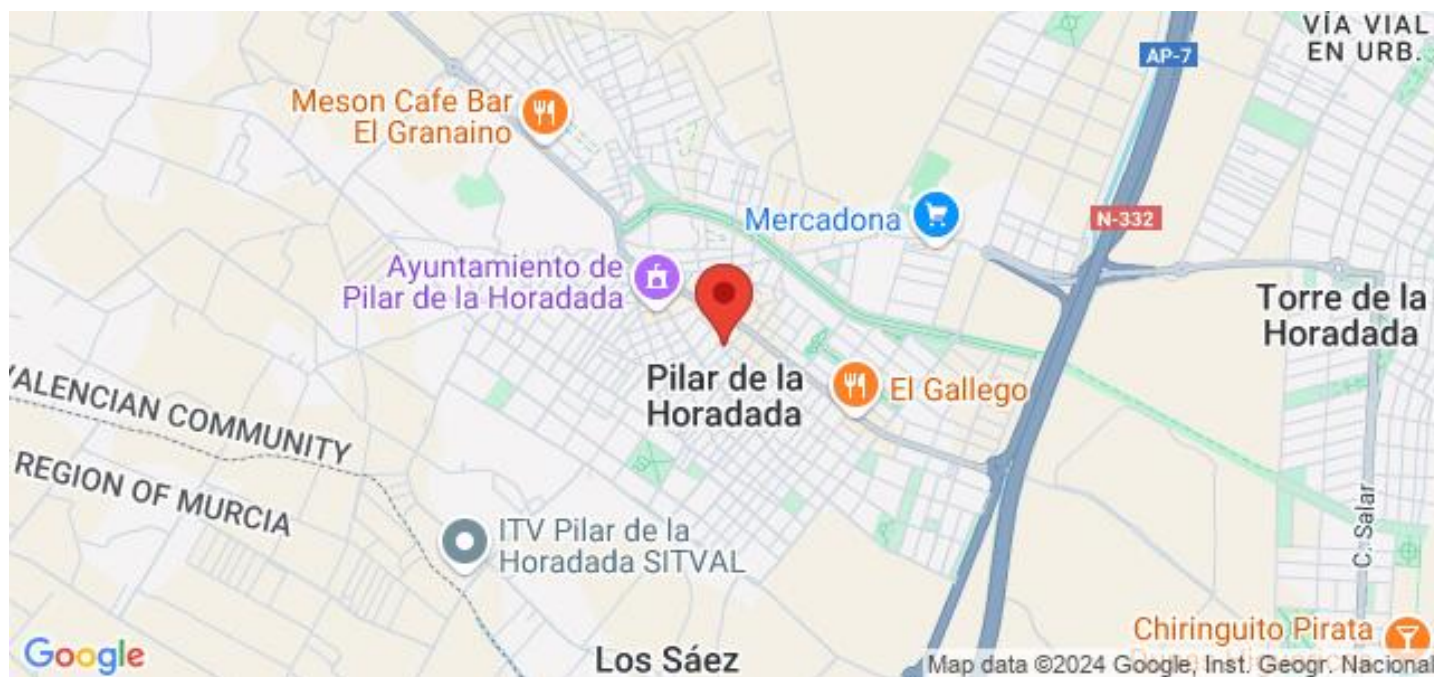 VÍA VIAL
EN URB.
AP-7
Meson Cafe Bar
El Granaino
Mercadona
N-332
Ayuntamiento de
Pilar de la Horadada
Torre de la
Horadada
Pilar de la
Horadada
El Gallego
VALENCIAN COMMUNITY
REGION OF MURCIA
ITV Pilar de la
Horadada SITVAL
C. Salar
Chiringuito Pirata
Los Sáez
Google
Map data ©2024 Google, Inst. Geogr. Nacional